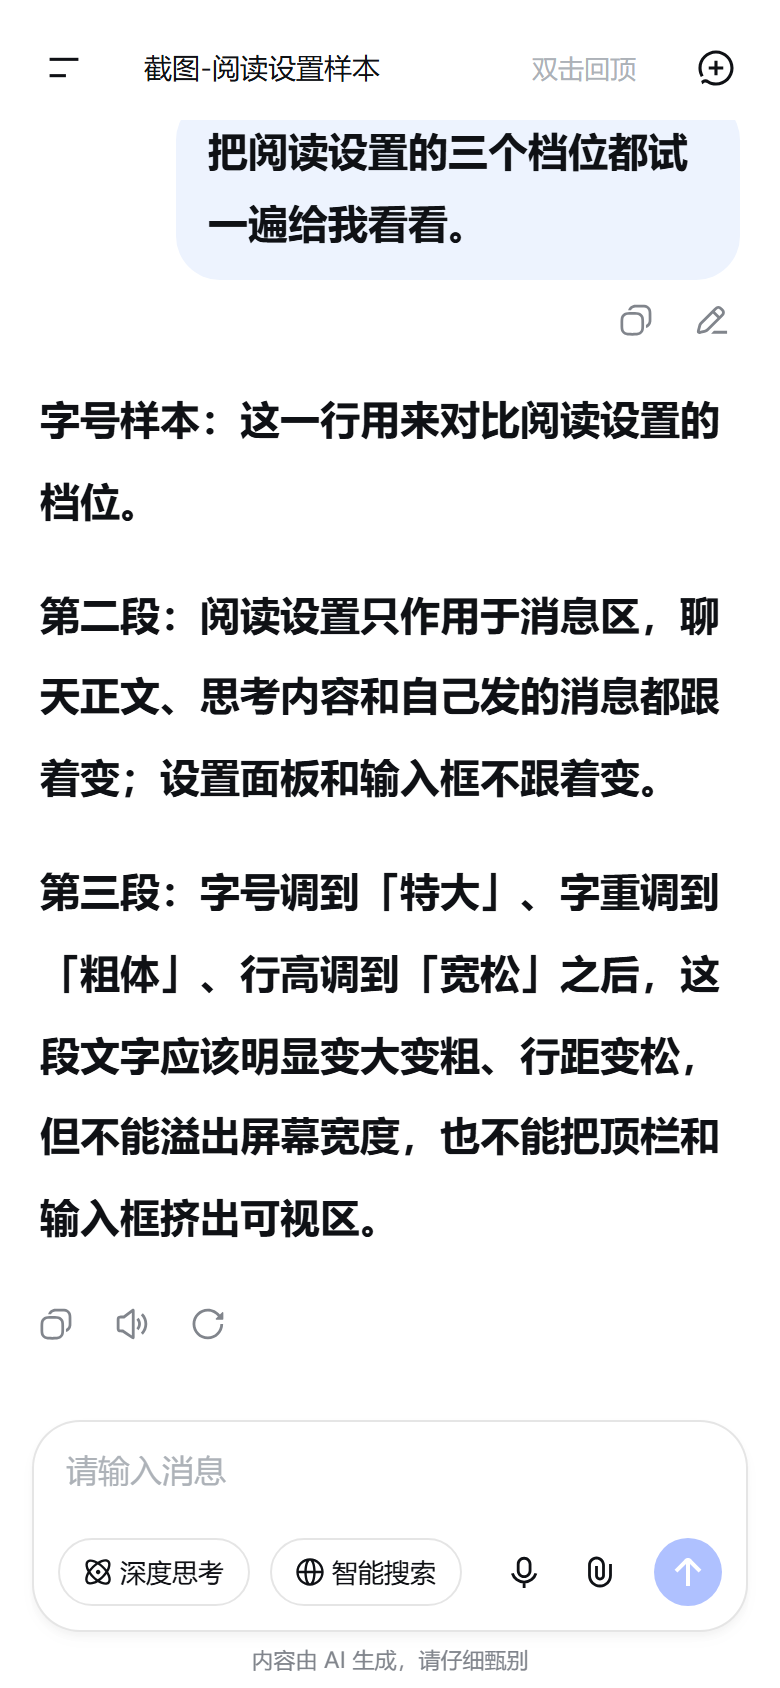 截图-阅读设置样本
双击回顶
把阅读设置的三个档位都试
一遍给我看看。
字号样本：这一行用来对比阅读设置的
档位。
第二段：阅读设置只作用于消息区，聊
天正文、思考内容和自己发的消息都跟
着变；设置面板和输入框不跟着变。
第三段：字号调到「特大」、字重调到
「粗体」、行高调到「宽松」之后，这
段文字应该明显变大变粗、行距变松，
但不能溢出屏幕宽度，也不能把顶栏和
输入框挤出可视区。
请输入消息
深度思考
智能搜索
内容由 AI 生成，请仔细甄别